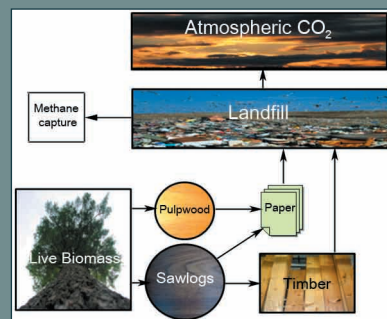 Atmospheric CO₂
Landfill
Methane
capture
Pulpwood
Paper
Live Biomass
Sawlogs
Timber